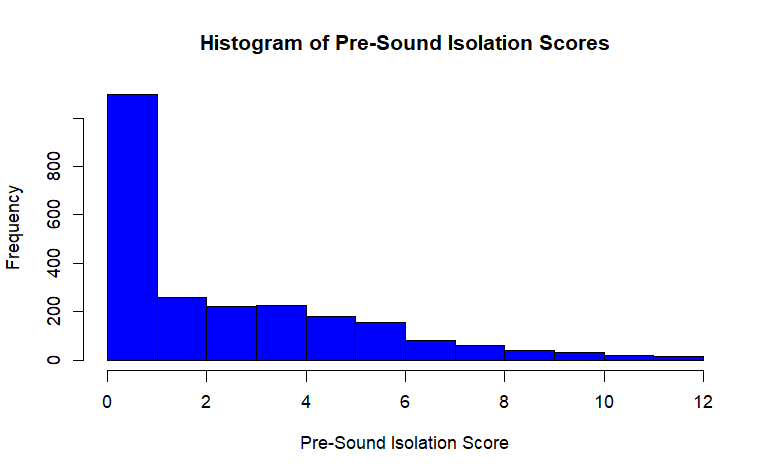 Histogram of Pre-Sound Isolation Scores
Frequency
800
600
400
200
0
0 2 4 6 8 10 12
Pre-Sound Isolation Score